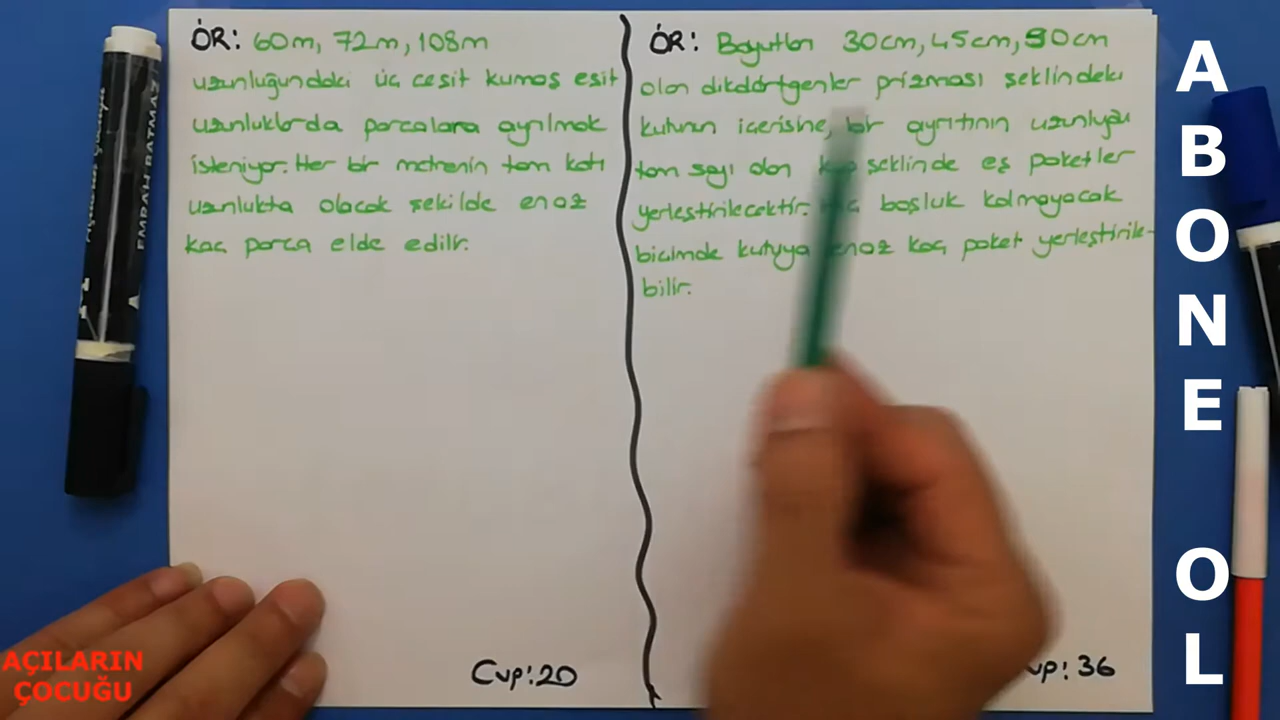 ÖR: 60m, 72m, 108m
uzunluğundaki üç çeşit kumaş eşit
uzunluklarda parçalara ayrılmak
isteniyor. Her bir metrenin tam katı
uzunlukta olacak şekilde en az
kaç parça elde edilir.
Cvp: 20
ÖR: Boyutları 30cm, 45cm, 90cm
olan dikdörtgenler prizması şeklindeki
kutunun içerisine, bir ayrıtının uzunluğu
tam sayı olan küp şeklinde eş paketler
yerleştirilecektir. boşluk kalmayacak
biçimde kutuya en az kaç paket yerleştirile-
bilir.
vp: 36
ABONE OL
AÇILARIN
ÇOCUĞU